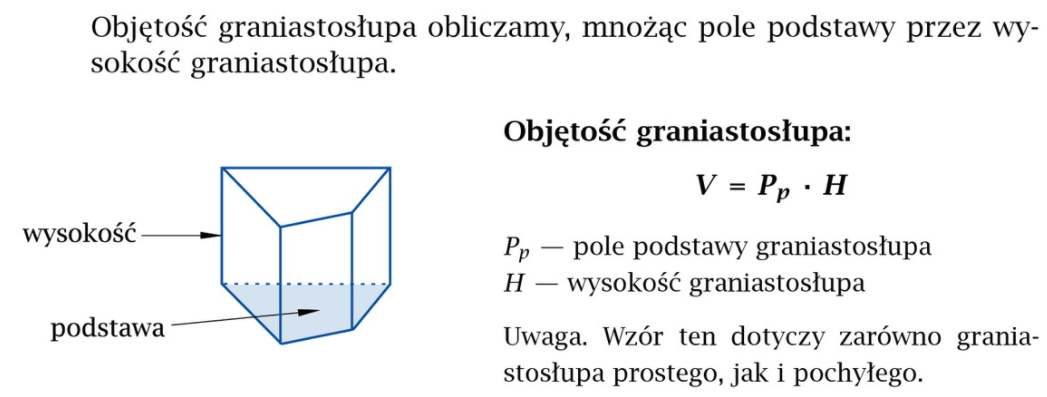 Objętość graniastosłupa obliczamy, mnożąc pole podstawy przez wy-
sokość graniastosłupa.
wysokość
podstawa
Objętość graniastosłupa:
V = Pₚ · H
Pₚ — pole podstawy graniastosłupa
H — wysokość graniastosłupa
Uwaga. Wzór ten dotyczy zarówno grania-
stosłupa prostego, jak i pochyłego.